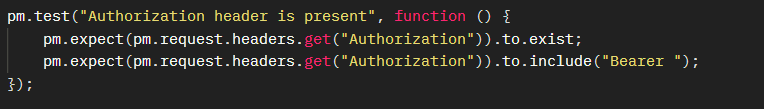 pm.test("Authorization header is present", function () {
    pm.expect(pm.request.headers.get("Authorization")).to.exist;
    pm.expect(pm.request.headers.get("Authorization")).to.include("Bearer ");
});